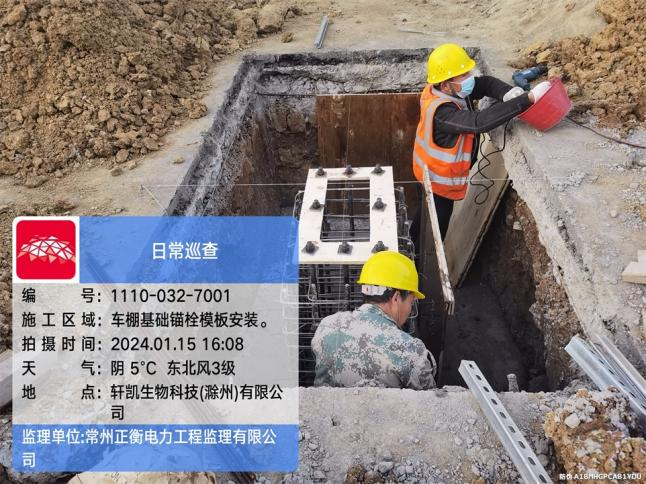 日常巡查
编 号：1110-032-7001
施工区域：车棚基础锚栓模板安装。
拍摄时间：2024.01.15 16:08
天 气：阴 5℃ 东北风3级
地 点：轩凯生物科技(滁州)有限公
司
监理单位:常州正衡电力工程监理有限公
司
防伪 A1BMHGPCAB1YDU